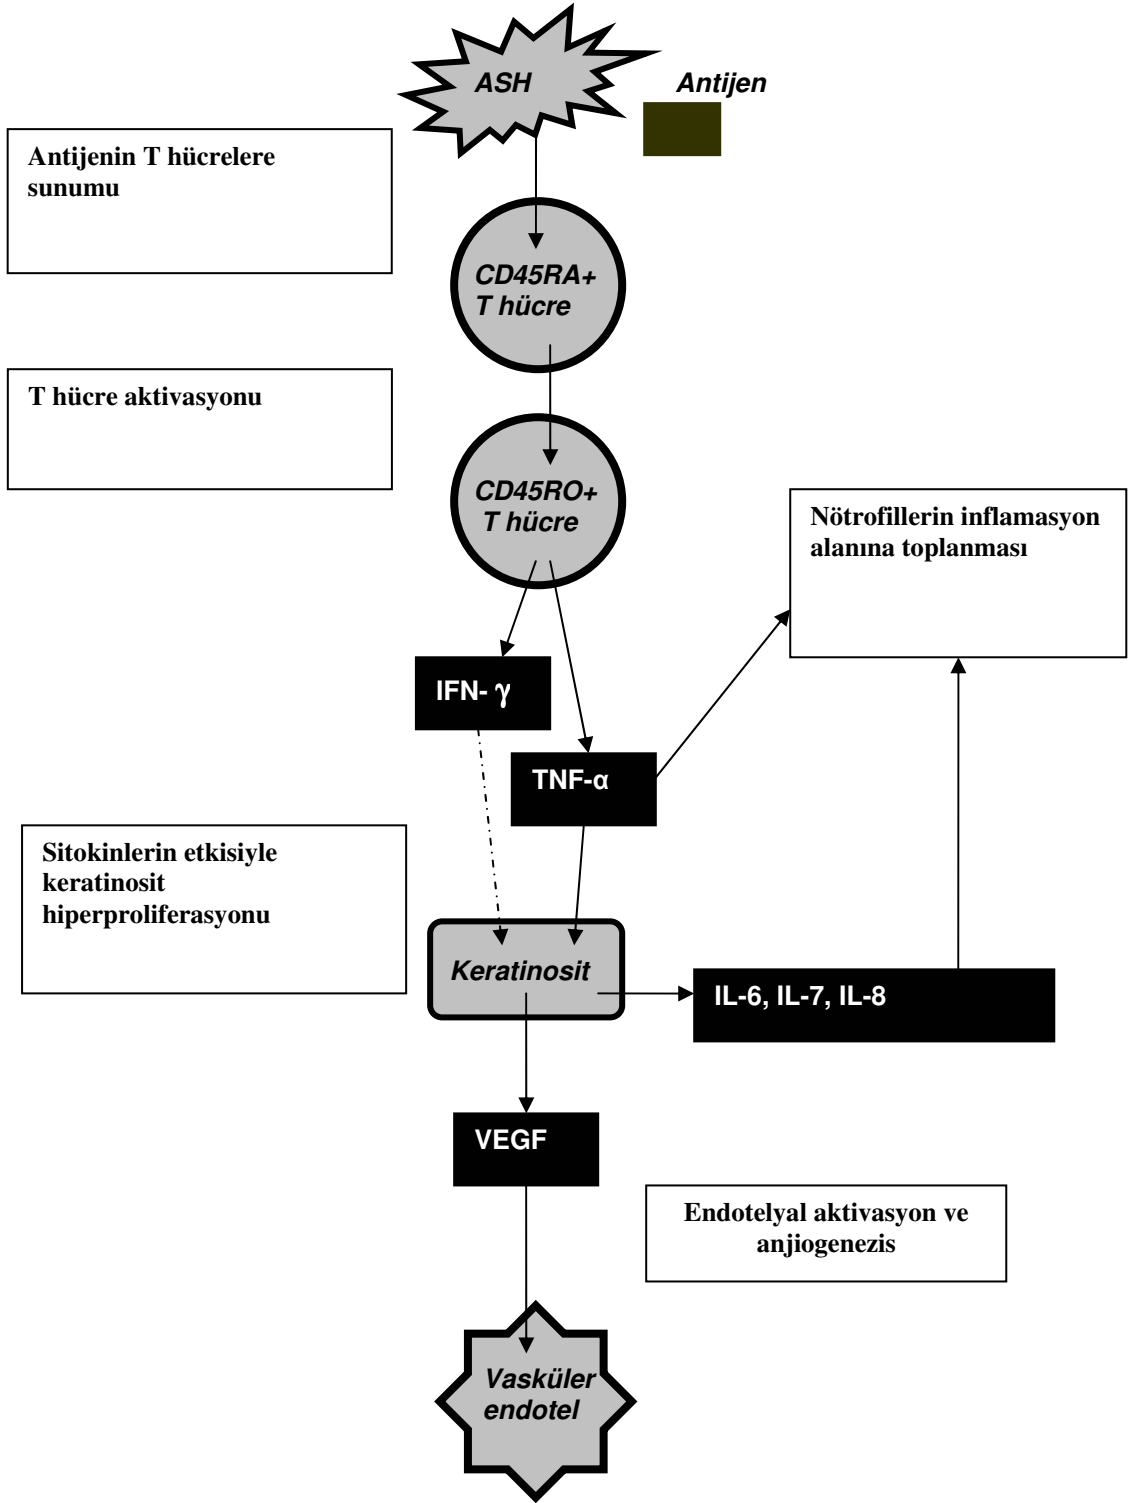 ASH
Antijen
Antijenin T hücrelere
sunumu
CD45RA+
T hücre
T hücre aktivasyonu
CD45RO+
T hücre
Nötrofillerin inflamasyon
alanına toplanması
IFN- γ
TNF-α
Sitokinlerin etkisiyle
keratinosit
hiperproliferasyonu
Keratinosit
IL-6, IL-7, IL-8
VEGF
Endotelyal aktivasyon ve
anjiogenezis
Vasküler
endotel